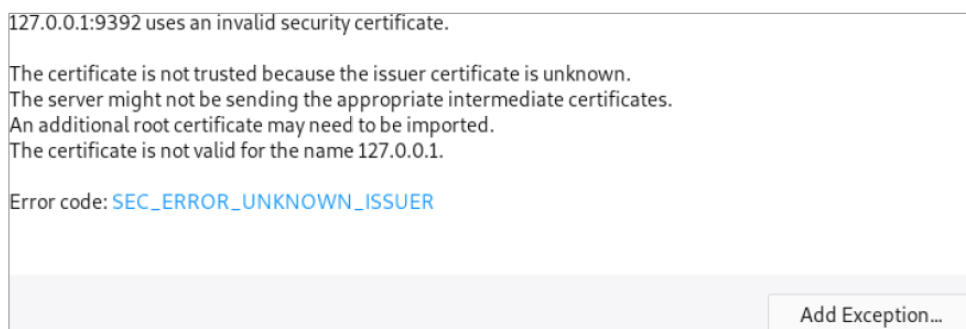 127.0.0.1:9392 uses an invalid security certificate.
The certificate is not trusted because the issuer certificate is unknown.
The server might not be sending the appropriate intermediate certificates.
An additional root certificate may need to be imported.
The certificate is not valid for the name 127.0.0.1.
Error code: SEC_ERROR_UNKNOWN_ISSUER
Add Exception...